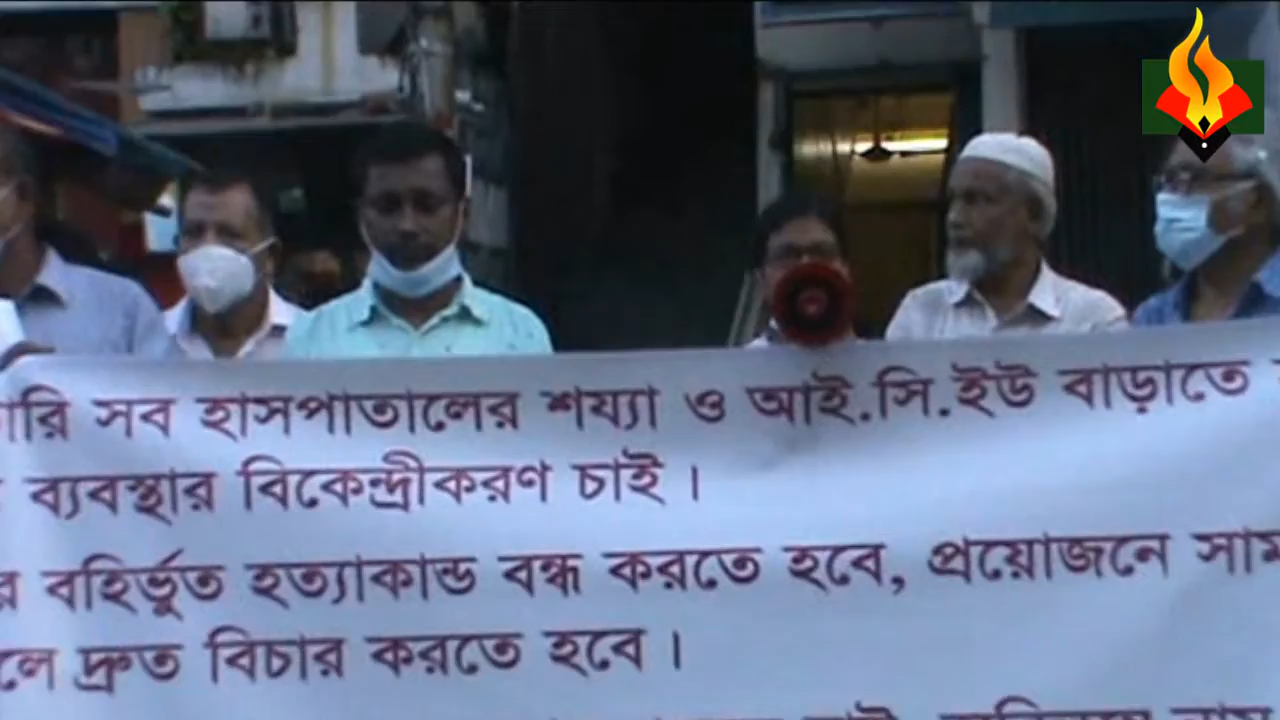 সব হাসপাতালের শয্যা ও আই.সি.ইউ বাড়াতে
ব্যবস্থার বিকেন্দ্রীকরণ চাই।
বহির্ভুত হত্যাকান্ড বন্ধ করতে হবে, প্রয়োজনে
দ্রুত বিচার করতে হবে।